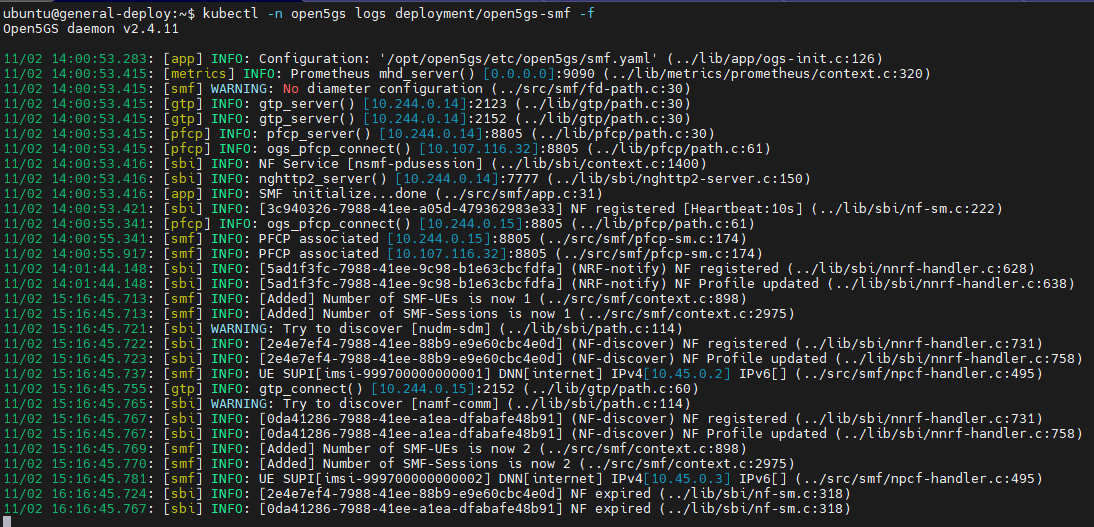 ubuntu@general-deploy:~$ kubectl -n open5gs logs deployment/open5gs-smf -f
Open5GS daemon v2.4.11
11/02 14:00:53.283: [app] INFO: Configuration: '/opt/open5gs/etc/open5gs/smf.yaml' (../lib/app/ogs-init.c:126)
11/02 14:00:53.415: [metrics] INFO: Prometheus mhd_server() [0.0.0.0]:9090 (../lib/metrics/prometheus/context.c:320)
11/02 14:00:53.415: [smf] WARNING: No diameter configuration (../src/smf/fd-path.c:30)
11/02 14:00:53.415: [gtp] INFO: gtp_server() [10.244.0.14]:2123 (../lib/gtp/path.c:30)
11/02 14:00:53.415: [gtp] INFO: gtp_server() [10.244.0.14]:2152 (../lib/gtp/path.c:30)
11/02 14:00:53.415: [pfcp] INFO: pfcp_server() [10.244.0.14]:8805 (../lib/pfcp/path.c:30)
11/02 14:00:53.415: [pfcp] INFO: ogs_pfcp_connect() [10.107.116.32]:8805 (../lib/pfcp/path.c:61)
11/02 14:00:53.416: [sbi] INFO: NF Service [nsmf-pdusession] (../lib/sbi/context.c:1400)
11/02 14:00:53.416: [sbi] INFO: nghttp2_server() [10.244.0.14]:7777 (../lib/sbi/nghttp2-server.c:150)
11/02 14:00:53.416: [app] INFO: SMF initialize...done (../src/smf/app.c:31)
11/02 14:00:53.421: [sbi] INFO: [3c940326-7988-41ee-a05d-479362983e33] NF registered [Heartbeat:10s] (../lib/sbi/nf-sm.c:222)
11/02 14:00:55.341: [pfcp] INFO: ogs_pfcp_connect() [10.244.0.15]:8805 (../lib/pfcp/path.c:61)
11/02 14:00:55.341: [smf] INFO: PFCP associated [10.244.0.15]:8805 (../src/smf/pfcp-sm.c:174)
11/02 14:00:55.917: [smf] INFO: PFCP associated [10.107.116.32]:8805 (../src/smf/pfcp-sm.c:174)
11/02 14:01:44.148: [sbi] INFO: [5ad1f3fc-7988-41ee-9c98-b1e63cbcfdfa] (NRF-notify) NF registered (../lib/sbi/nnrf-handler.c:628)
11/02 14:01:44.148: [sbi] INFO: [5ad1f3fc-7988-41ee-9c98-b1e63cbcfdfa] (NRF-notify) NF Profile updated (../lib/sbi/nnrf-handler.c:638)
11/02 15:16:45.713: [smf] INFO: [Added] Number of SMF-UEs is now 1 (../src/smf/context.c:898)
11/02 15:16:45.713: [smf] INFO: [Added] Number of SMF-Sessions is now 1 (../src/smf/context.c:2975)
11/02 15:16:45.721: [sbi] WARNING: Try to discover [nudm-sdm] (../lib/sbi/path.c:114)
11/02 15:16:45.722: [sbi] INFO: [2e4e7ef4-7988-41ee-88b9-e9e60cbc4e0d] (NF-discover) NF registered (../lib/sbi/nnrf-handler.c:731)
11/02 15:16:45.723: [sbi] INFO: [2e4e7ef4-7988-41ee-88b9-e9e60cbc4e0d] (NF-discover) NF Profile updated (../lib/sbi/nnrf-handler.c:758)
11/02 15:16:45.737: [smf] INFO: UE SUPI[imsi-999700000000001] DNN[internet] IPv4[10.45.0.2] IPv6[] (../src/smf/npcf-handler.c:495)
11/02 15:16:45.755: [gtp] INFO: gtp_connect() [10.244.0.15]:2152 (../lib/gtp/path.c:60)
11/02 15:16:45.765: [sbi] WARNING: Try to discover [namf-comm] (../lib/sbi/path.c:114)
11/02 15:16:45.767: [sbi] INFO: [0da41286-7988-41ee-a1ea-dfabafe48b91] (NF-discover) NF registered (../lib/sbi/nnrf-handler.c:731)
11/02 15:16:45.767: [sbi] INFO: [0da41286-7988-41ee-a1ea-dfabafe48b91] (NF-discover) NF Profile updated (../lib/sbi/nnrf-handler.c:758)
11/02 15:16:45.769: [smf] INFO: [Added] Number of SMF-UEs is now 2 (../src/smf/context.c:898)
11/02 15:16:45.770: [smf] INFO: [Added] Number of SMF-Sessions is now 2 (../src/smf/context.c:2975)
11/02 15:16:45.781: [smf] INFO: UE SUPI[imsi-999700000000002] DNN[internet] IPv4[10.45.0.3] IPv6[] (../src/smf/npcf-handler.c:495)
11/02 16:16:45.724: [sbi] INFO: [2e4e7ef4-7988-41ee-88b9-e9e60cbc4e0d] NF expired (../lib/sbi/nf-sm.c:318)
11/02 16:16:45.767: [sbi] INFO: [0da41286-7988-41ee-a1ea-dfabafe48b91] NF expired (../lib/sbi/nf-sm.c:318)